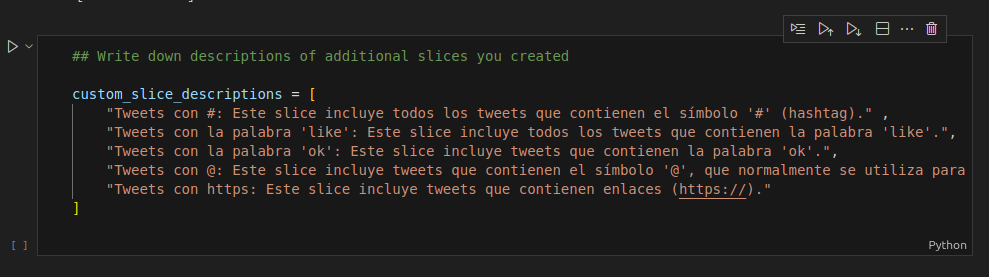 ## Write down descriptions of additional slices you created
custom_slice_descriptions = [
"Tweets con #: Este slice incluye todos los tweets que contienen el símbolo '#' (hashtag)." ,
"Tweets con la palabra 'like': Este slice incluye todos los tweets que contienen la palabra 'like'.",
"Tweets con la palabra 'ok': Este slice incluye tweets que contienen la palabra 'ok'.",
"Tweets con @: Este slice incluye tweets que contienen el símbolo '@', que normalmente se utiliza para
"Tweets con https: Este slice incluye tweets que contienen enlaces (https://)."
]
[ ]
Python